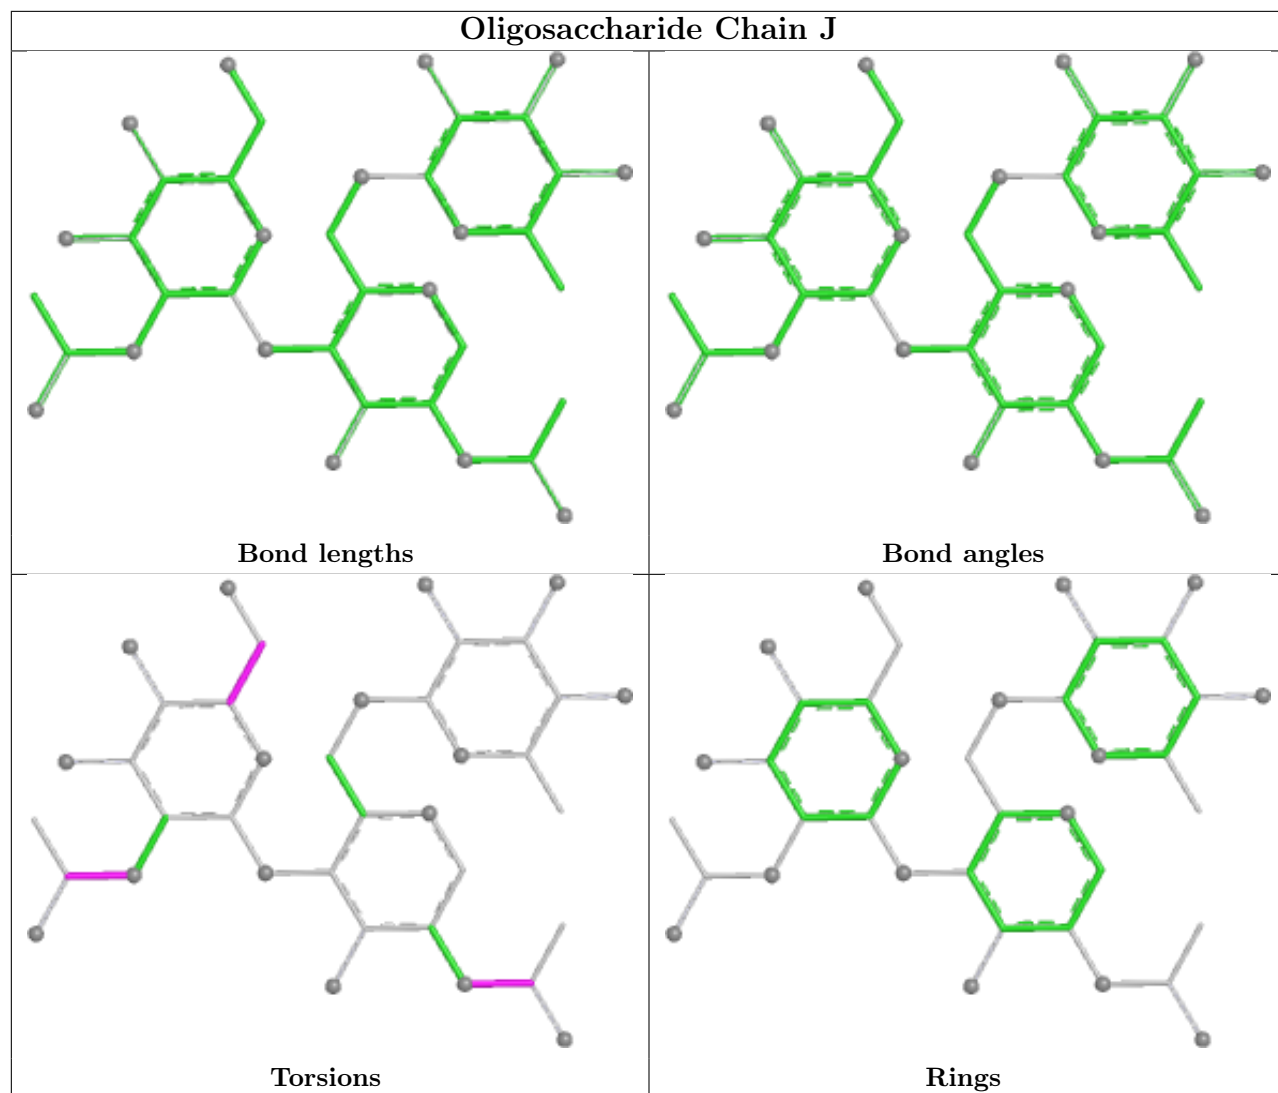 Oligosaccharide Chain J
Bond lengths
Bond angles
Torsions
Rings